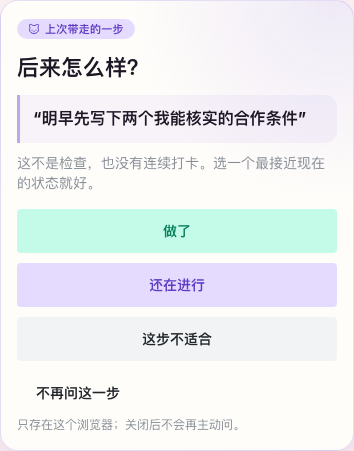 上次带走的一步
后来怎么样?
“明早先写下两个我能核实的合作条件”
这不是检查，也没有连续打卡。选一个最接近现在
的状态就好。
做了
还在进行
这步不适合
不再问这一步
只存在这个浏览器；关闭后不会再主动问。